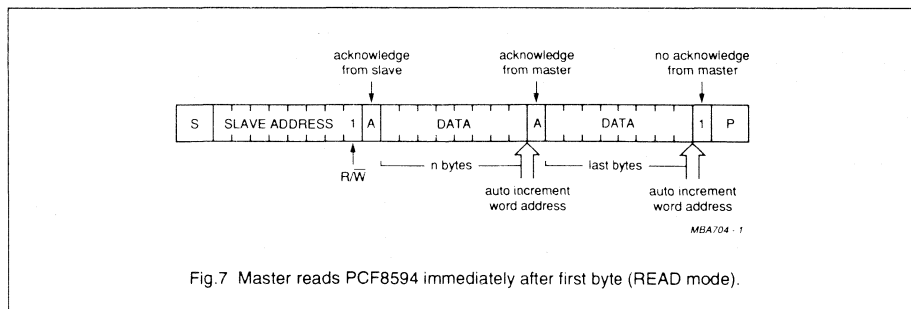 acknowledge from slave
acknowledge from master
no acknowledge from master
S SLAVE ADDRESS 1 A DATA A DATA 1 P
R/W̅
n bytes
last bytes
auto increment word address
auto increment word address
MBA704 - 1
Fig.7 Master reads PCF8594 immediately after first byte (READ mode).